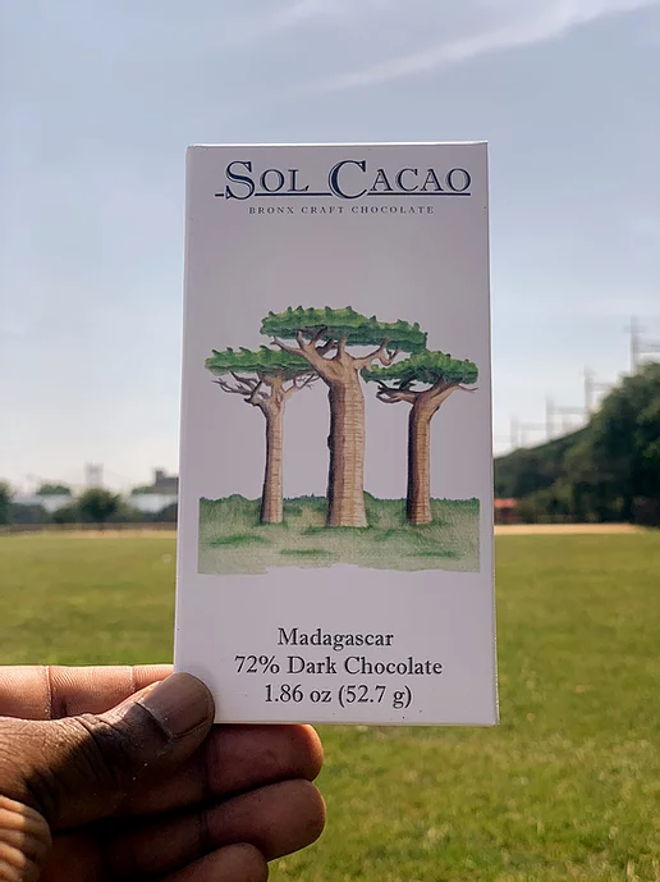 SOL CACAO
BRONX CRAFT CHOCOLATE
Madagascar
72% Dark Chocolate
1.86 oz (52.7 g)